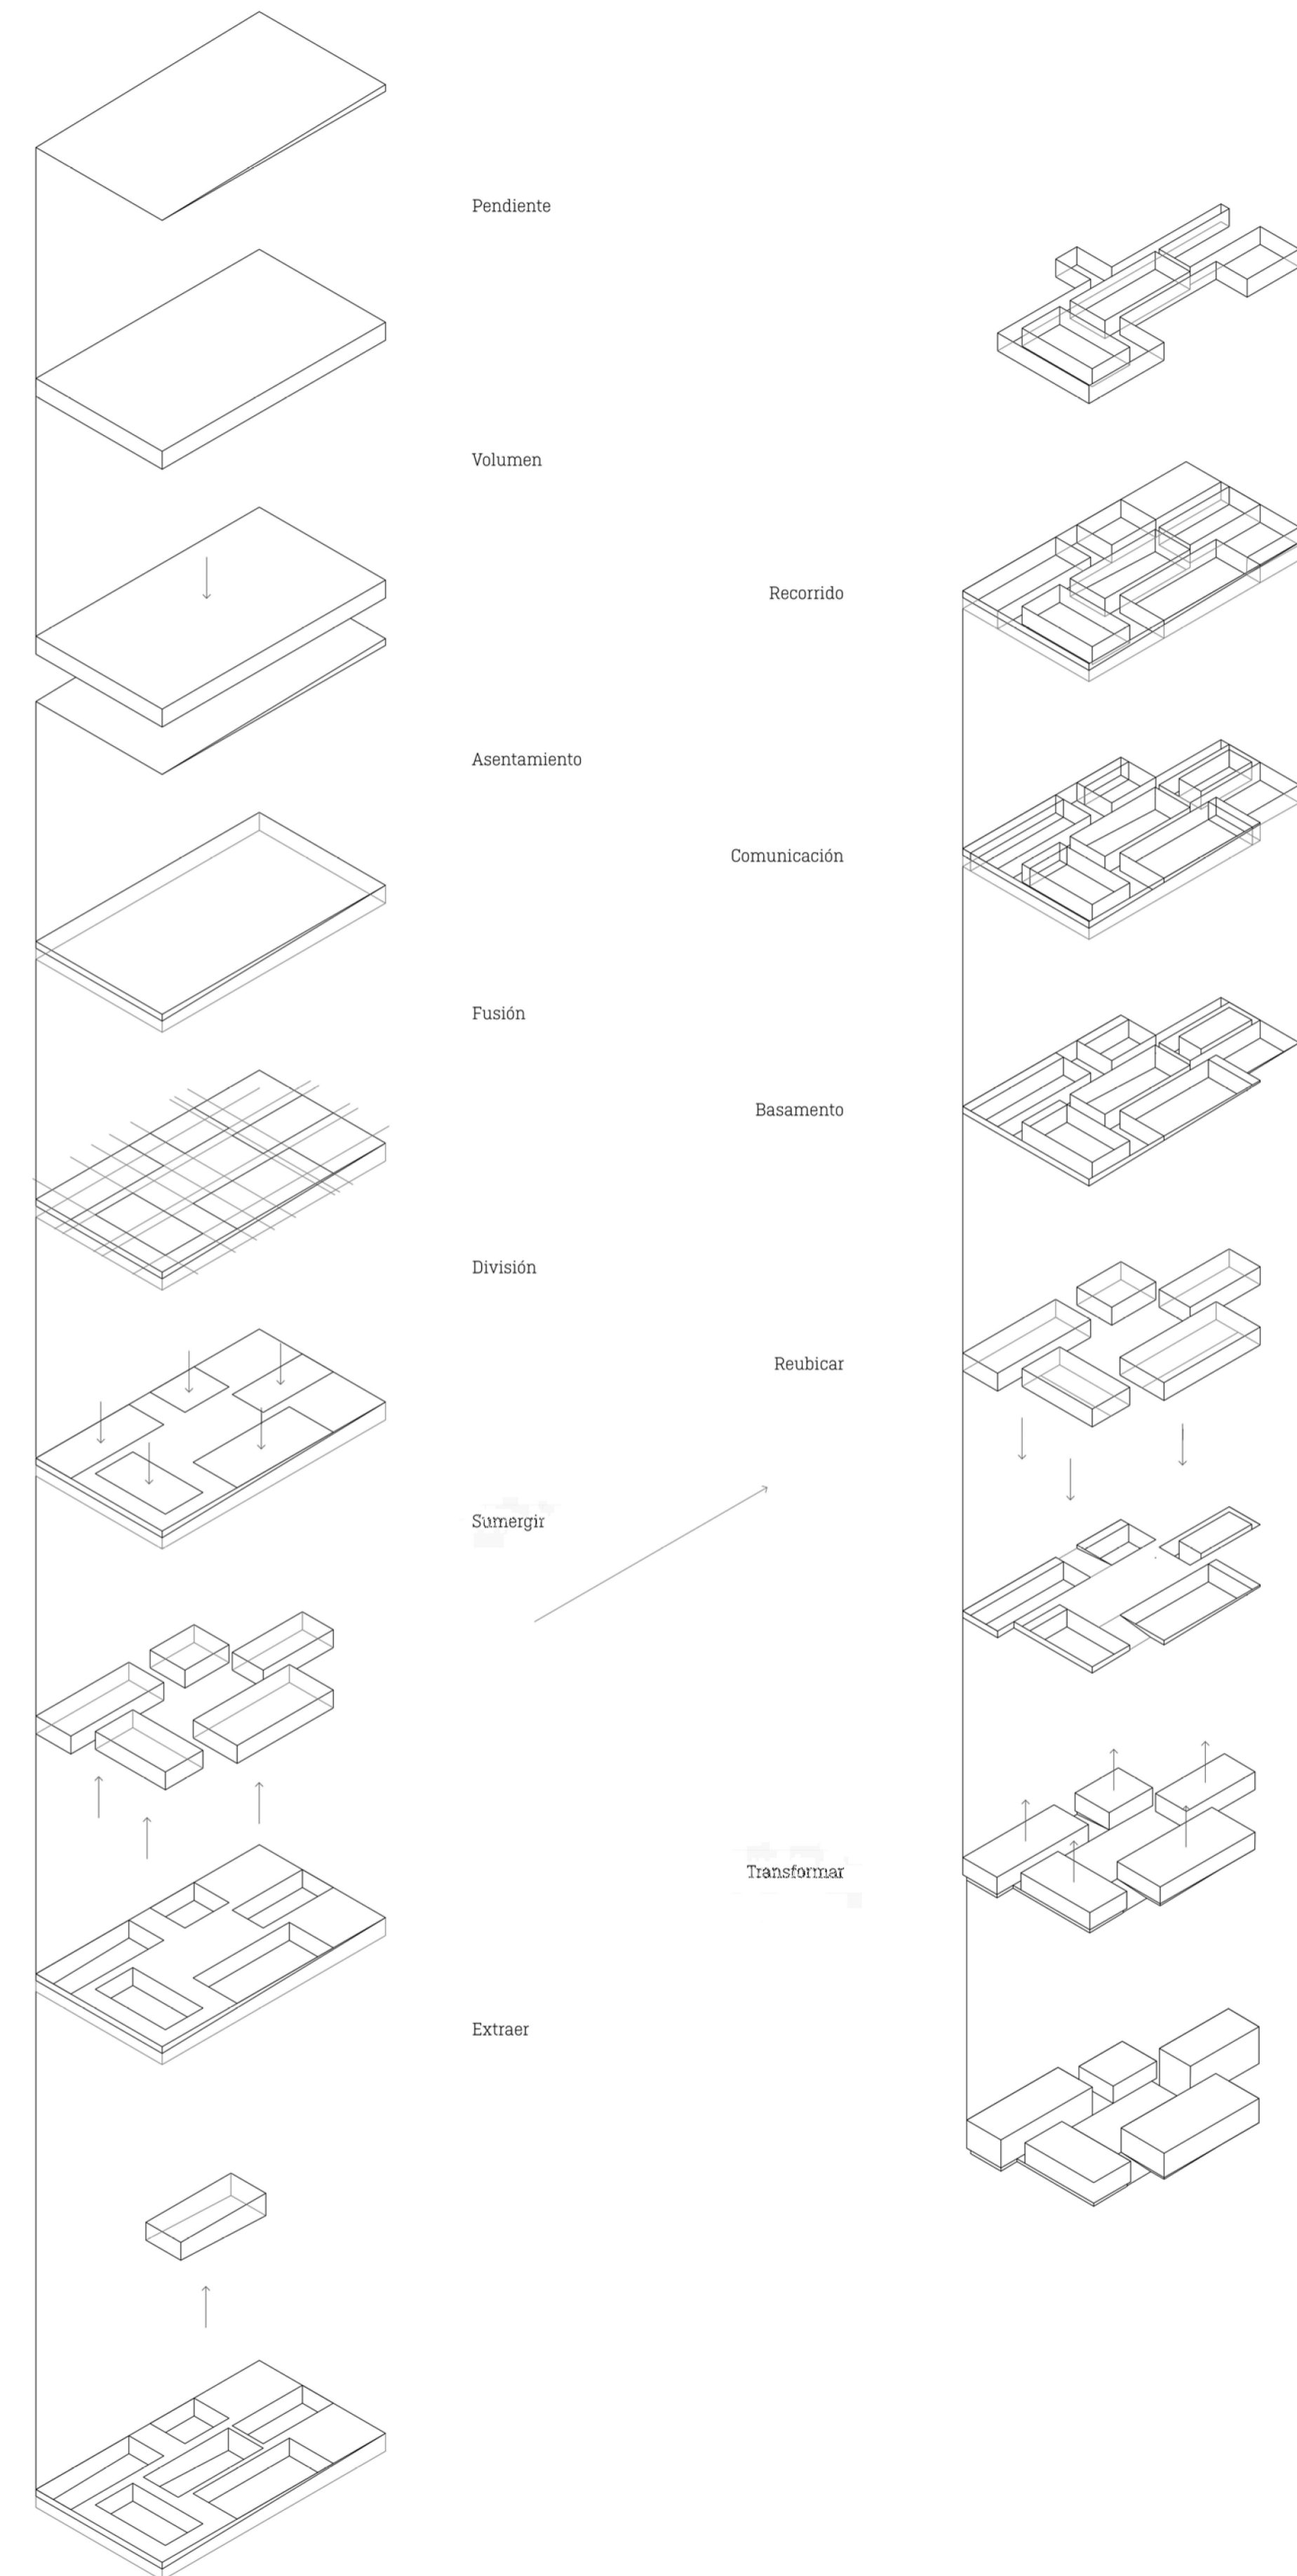 Pendiente
Volumen
Asentamiento
Fusión
División
Sumergir
Extraer
Recorrido
Comunicación
Basamento
Reubicar
Transformar